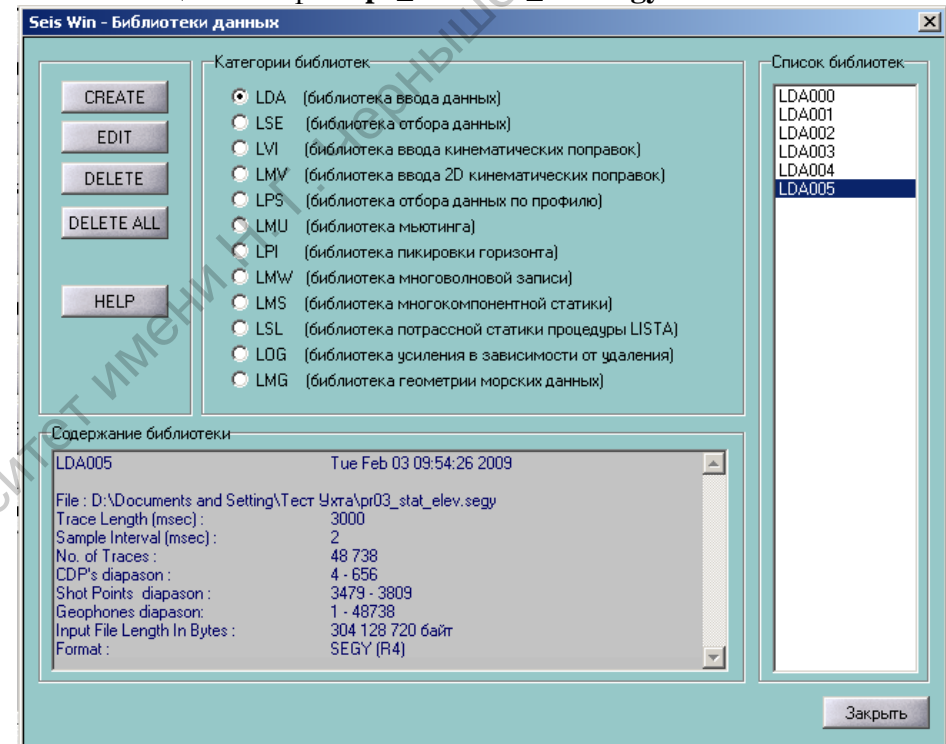 Seis Win - Библиотеки данных
CREATE
EDIT
DELETE
DELETE ALL
HELP
Категории библиотек
LDA (библиотека ввода данных)
LSE (библиотека отбора данных)
LVI (библиотека ввода кинематических поправок)
LMV (библиотека ввода 2D кинематических поправок)
LPS (библиотека отбора данных по профилю)
LMU (библиотека мьютинга)
LPI (библиотека пикировки горизонта)
LMW (библиотека многоволновой записи)
LMS (библиотека многокомпонентной статики)
LSL (библиотека потрассной статики процедуры LISTA)
LOG (библиотека усиления в зависимости от удаления)
LMG (библиотека геометрии морских данных)
Список библиотек
LDA000
LDA001
LDA002
LDA003
LDA004
LDA005
Содержание библиотеки
LDA005 Tue Feb 03 09:54:26 2009
File : D:\Documents and Setting\Тест Ухта\pr03_stat_elev.segy
Trace Length (msec) : 3000
Sample Interval (msec) : 2
No. of Traces : 48 738
CDP's diapason : 4 - 656
Shot Points diapason : 3479 - 3809
Geophones diapason: 1 - 48738
Input File Length In Bytes : 304 128 720 байт
Format : SEGY (R4)
Закрыть